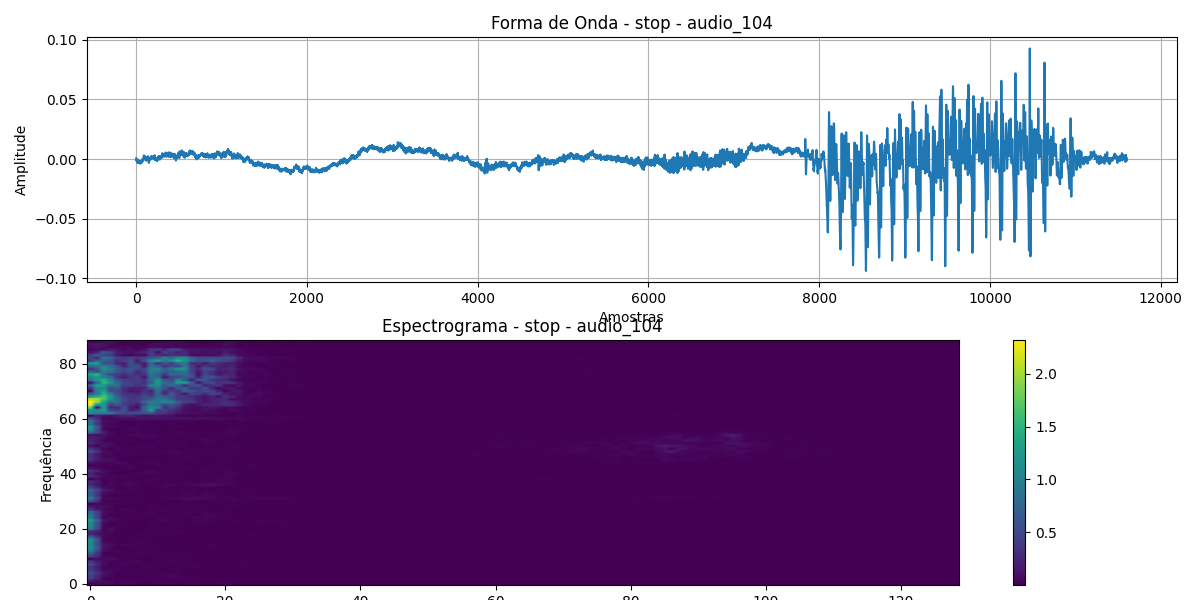 Forma de Onda - stop - audio_104
0.10
0.05
0.00
−0.05
−0.10
Amplitude
0 2000 4000 6000 8000 10000 12000
Amostras
Espectrograma - stop - audio_104
80
60
40
20
0
Frequência
0 20 40 60 80 100 120
2.0
1.5
1.0
0.5